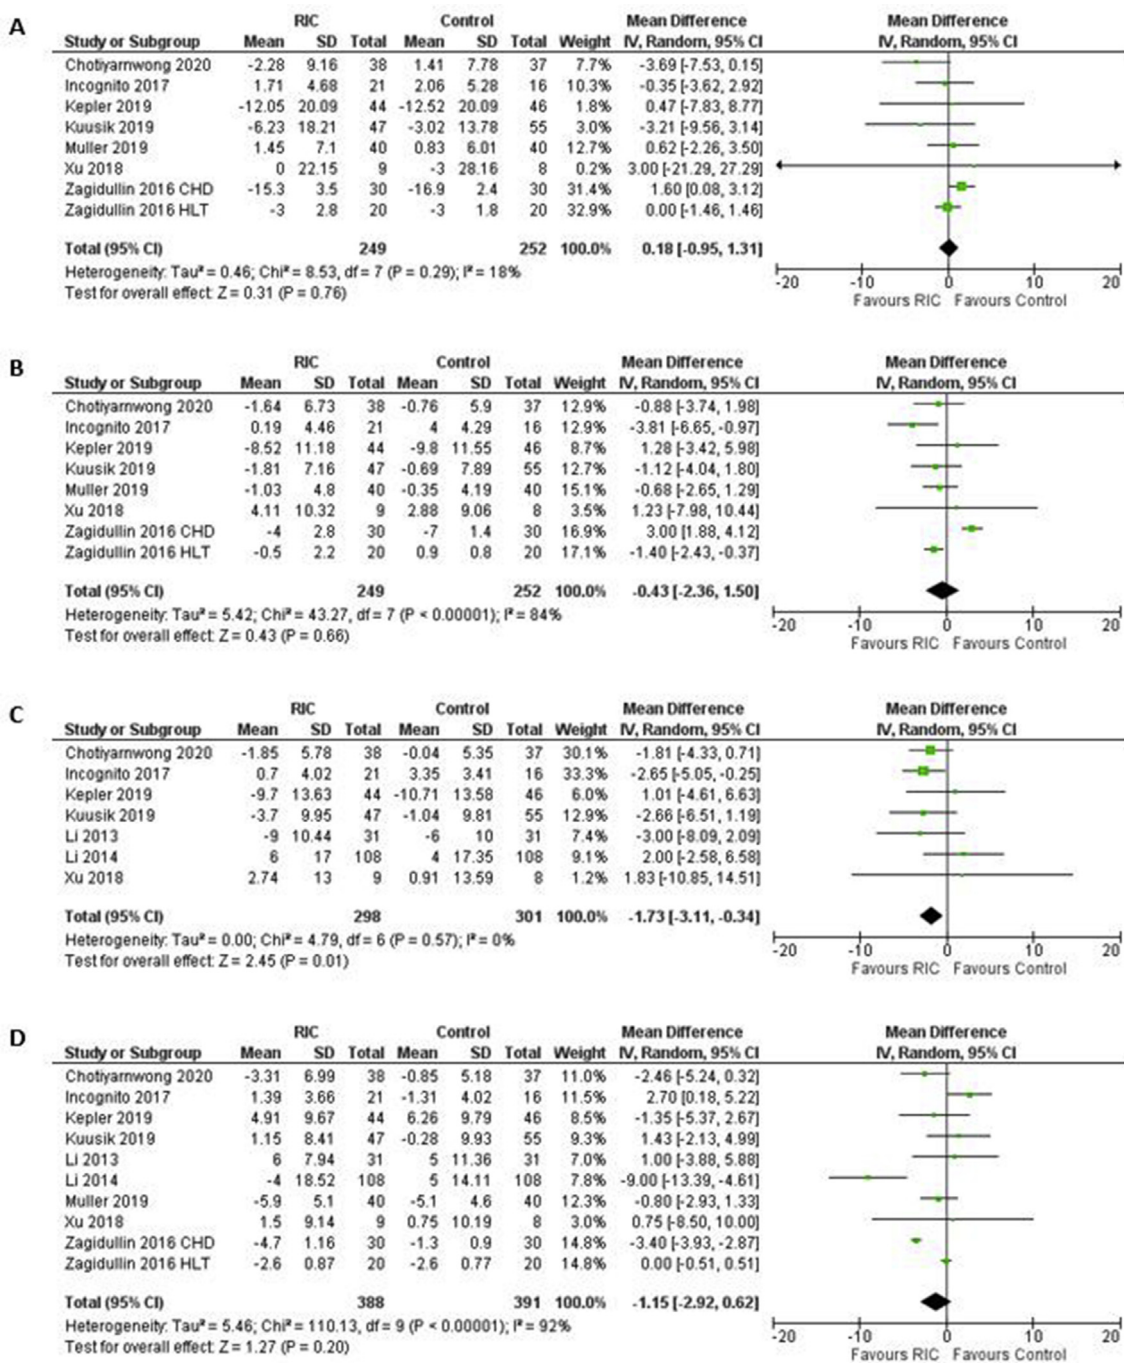 A
RIC Control Mean Difference Mean Difference
Study or Subgroup Mean SD Total Mean SD Total Weight IV, Random, 95% CI IV, Random, 95% CI
Chotiyarnwong 2020 -2.28 9.16 38 1.41 7.78 37 7.7% -3.69 [-7.53, 0.15]
Incognito 2017 1.71 4.68 21 2.06 5.28 16 10.3% -0.35 [-3.62, 2.92]
Kepler 2019 -12.05 20.09 44 -12.52 20.09 46 1.8% 0.47 [-7.83, 8.77]
Kuusik 2019 -6.23 18.21 47 -3.02 13.78 55 3.0% -3.21 [-9.56, 3.14]
Muller 2019 1.45 7.1 40 0.83 6.01 40 12.7% 0.62 [-2.26, 3.50]
Xu 2018 0 22.15 9 -3 28.16 8 0.2% 3.00 [-21.29, 27.29]
Zagidullin 2016 CHD -15.3 3.5 30 -16.9 2.4 30 31.4% 1.60 [0.08, 3.12]
Zagidullin 2016 HLT -3 2.8 20 -3 1.8 20 32.9% 0.00 [-1.46, 1.46]
Total (95% CI) 249 252 100.0% 0.18 [-0.95, 1.31]
Heterogeneity: Tau² = 0.46; Chi² = 8.53, df = 7 (P = 0.29); I² = 18%
Test for overall effect: Z = 0.31 (P = 0.76)
-20 -10 0 10 20
Favours RIC Favours Control
B
RIC Control Mean Difference Mean Difference
Study or Subgroup Mean SD Total Mean SD Total Weight IV, Random, 95% CI IV, Random, 95% CI
Chotiyarnwong 2020 -1.64 6.73 38 -0.76 5.9 37 12.9% -0.88 [-3.74, 1.98]
Incognito 2017 0.19 4.46 21 4 4.29 16 12.9% -3.81 [-6.65, -0.97]
Kepler 2019 -8.52 11.18 44 -9.8 11.55 46 8.7% 1.28 [-3.42, 5.98]
Kuusik 2019 -1.81 7.16 47 -0.69 7.89 55 12.7% -1.12 [-4.04, 1.80]
Muller 2019 -1.03 4.8 40 -0.35 4.19 40 15.1% -0.68 [-2.65, 1.29]
Xu 2018 4.11 10.32 9 2.88 9.06 8 3.5% 1.23 [-7.98, 10.44]
Zagidullin 2016 CHD -4 2.8 30 -7 1.4 30 16.9% 3.00 [1.88, 4.12]
Zagidullin 2016 HLT -0.5 2.2 20 0.9 0.8 20 17.1% -1.40 [-2.43, -0.37]
Total (95% CI) 249 252 100.0% -0.43 [-2.36, 1.50]
Heterogeneity: Tau² = 5.42; Chi² = 43.27, df = 7 (P < 0.00001); I² = 84%
Test for overall effect: Z = 0.43 (P = 0.66)
-20 -10 0 10 20
Favours RIC Favours Control
C
RIC Control Mean Difference Mean Difference
Study or Subgroup Mean SD Total Mean SD Total Weight IV, Random, 95% CI IV, Random, 95% CI
Chotiyarnwong 2020 -1.85 5.78 38 -0.04 5.35 37 30.1% -1.81 [-4.33, 0.71]
Incognito 2017 0.7 4.02 21 3.35 3.41 16 33.3% -2.65 [-5.05, -0.25]
Kepler 2019 -9.7 13.63 44 -10.71 13.58 46 6.0% 1.01 [-4.61, 6.63]
Kuusik 2019 -3.7 9.95 47 -1.04 9.81 55 12.9% -2.66 [-6.51, 1.19]
Li 2013 -9 10.44 31 -6 10 31 7.4% -3.00 [-8.09, 2.09]
Li 2014 6 17 108 4 17.35 108 9.1% 2.00 [-2.58, 6.58]
Xu 2018 2.74 13 9 0.91 13.59 8 1.2% 1.83 [-10.85, 14.51]
Total (95% CI) 298 301 100.0% -1.73 [-3.11, -0.34]
Heterogeneity: Tau² = 0.00; Chi² = 4.79, df = 6 (P = 0.57); I² = 0%
Test for overall effect: Z = 2.45 (P = 0.01)
-20 -10 0 10 20
Favours RIC Favours Control
D
RIC Control Mean Difference Mean Difference
Study or Subgroup Mean SD Total Mean SD Total Weight IV, Random, 95% CI IV, Random, 95% CI
Chotiyarnwong 2020 -3.31 6.99 38 -0.85 5.18 37 11.0% -2.46 [-5.24, 0.32]
Incognito 2017 1.39 3.66 21 -1.31 4.02 16 11.5% 2.70 [0.18, 5.22]
Kepler 2019 4.91 9.67 44 6.26 9.79 46 8.5% -1.35 [-5.37, 2.67]
Kuusik 2019 1.15 8.41 47 -0.28 9.93 55 9.3% 1.43 [-2.13, 4.99]
Li 2013 6 7.94 31 5 11.36 31 7.0% 1.00 [-3.88, 5.88]
Li 2014 -4 18.52 108 5 14.11 108 7.8% -9.00 [-13.39, -4.61]
Muller 2019 -5.9 5.1 40 -5.1 4.6 40 12.3% -0.80 [-2.93, 1.33]
Xu 2018 1.5 9.14 9 0.75 10.19 8 3.0% 0.75 [-8.50, 10.00]
Zagidullin 2016 CHD -4.7 1.16 30 -1.3 0.9 30 14.8% -3.40 [-3.93, -2.87]
Zagidullin 2016 HLT -2.6 0.87 20 -2.6 0.77 20 14.8% 0.00 [-0.51, 0.51]
Total (95% CI) 388 391 100.0% -1.15 [-2.92, 0.62]
Heterogeneity: Tau² = 5.46; Chi² = 110.13, df = 9 (P < 0.00001); I² = 92%
Test for overall effect: Z = 1.27 (P = 0.20)
-20 -10 0 10 20
Favours RIC Favours Control